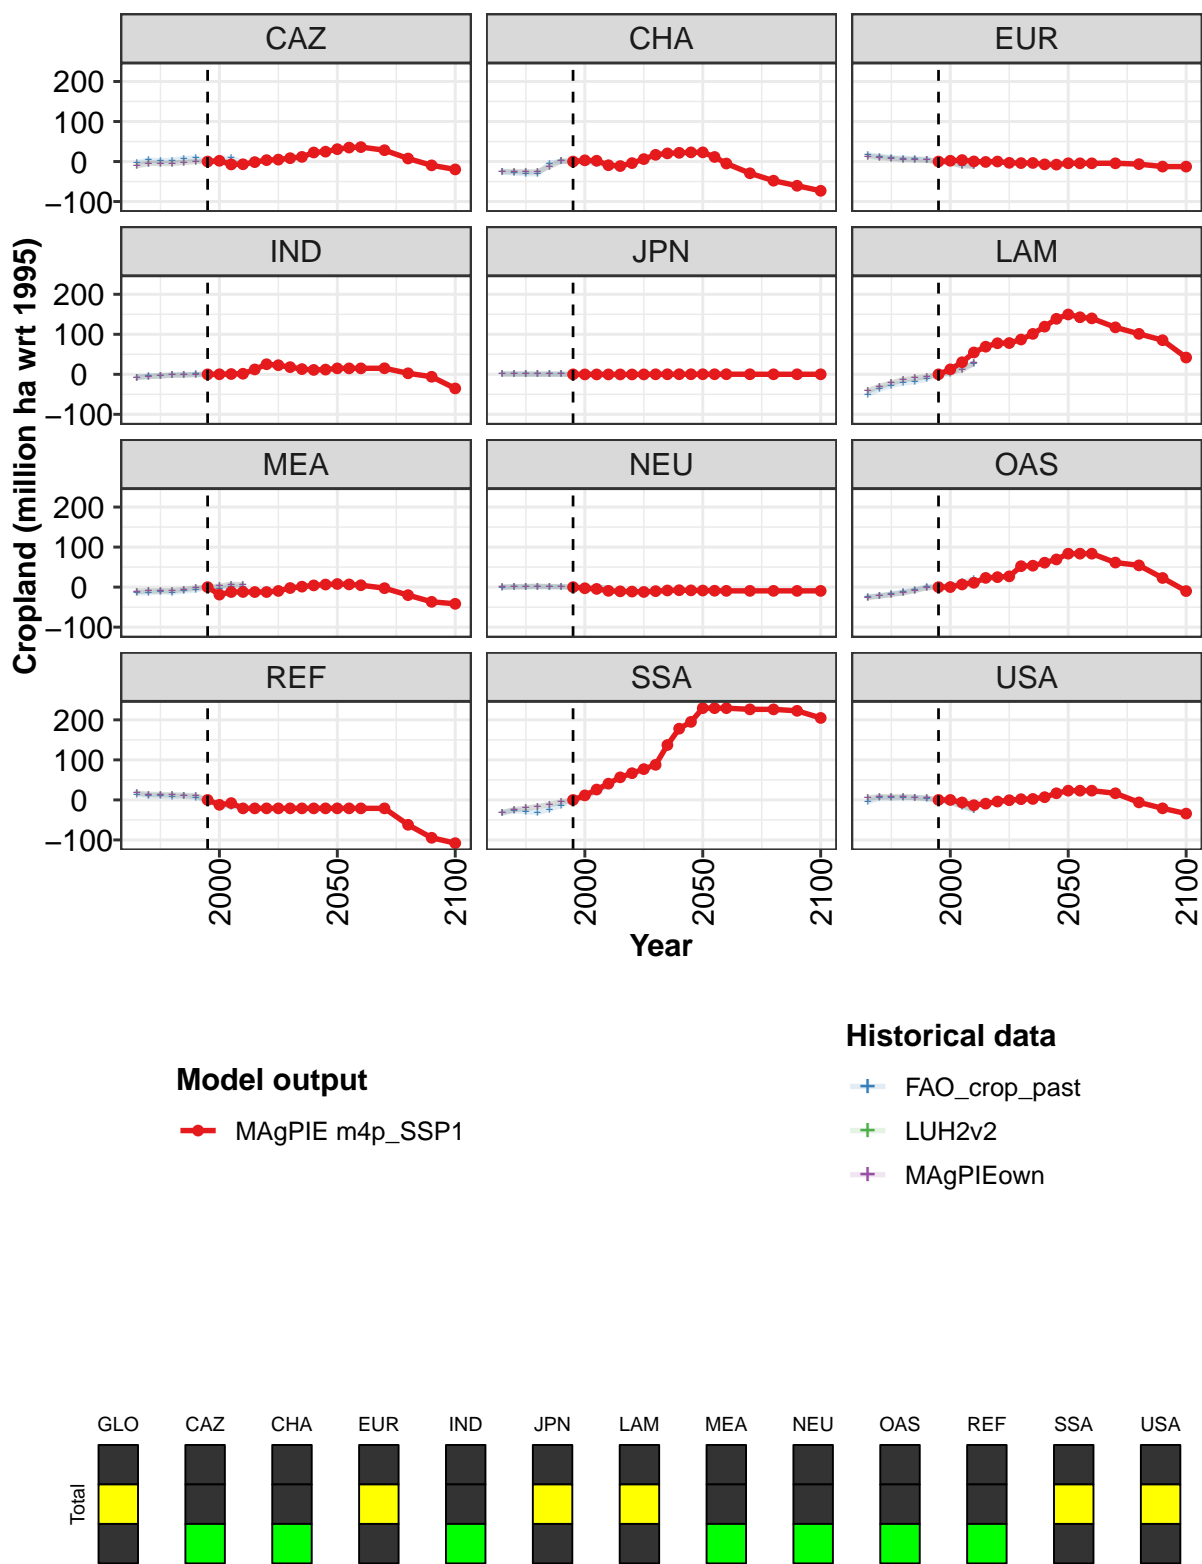 CAZ CHA EUR
200
100
0
−100
IND JPN LAM
200
100
0
−100
MEA NEU OAS
200
100
0
−100
REF SSA USA
200
100
0
−100
Cropland (million ha wrt 1995)
2000 2050 2100 2000 2050 2100 2000 2050 2100
Year
Model output
MAgPIE m4p_SSP1
Historical data
FAO_crop_past
LUH2v2
MAgPIEown
GLO CAZ CHA EUR IND JPN LAM MEA NEU OAS REF SSA USA
Total